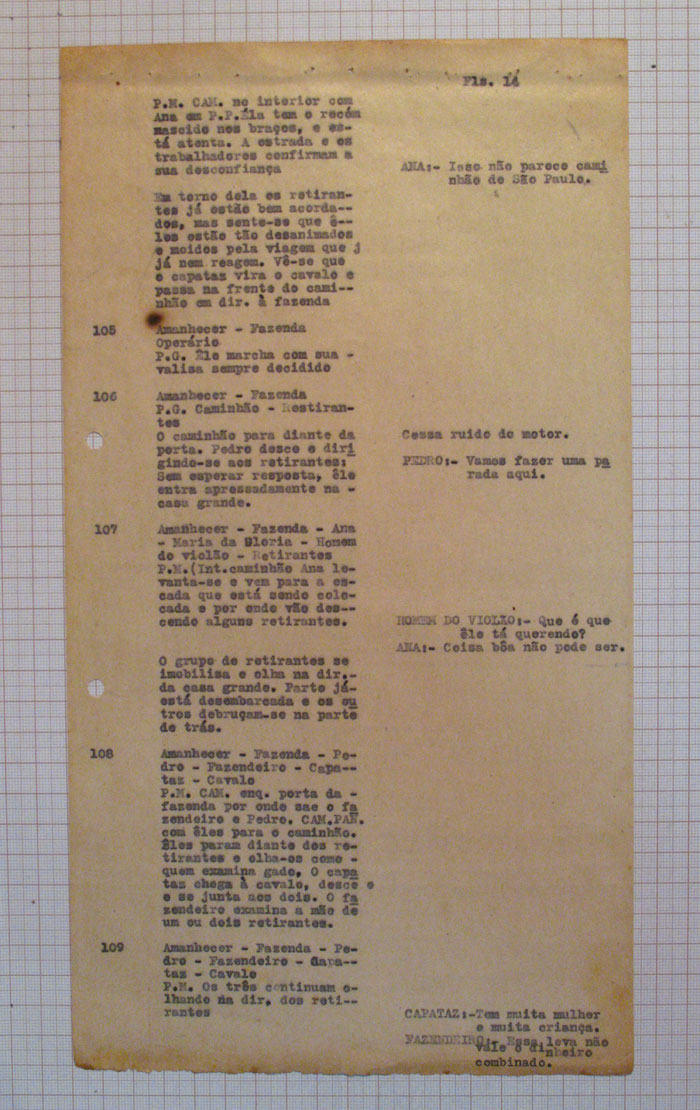 Fls. 14
P.M. CAM. no interior com
Ana em P.P.Éla tem o recém
nascido nos braços, e es-
tá atenta. A estrada e os
trabalhadores confirmam a
sua desconfiança
ANA:- Isso não parece cami
nhão de São Paulo.
Em torno dela os retiran-
tes já estão bem acorda--
dos, mas sente-se que ê--
les estão tão desanimados
e moidos pela viagem que j
já nem reagem. Vê-se que
o capataz vira o cavalo e
passa na frente do cami--
nhão em dir. à fazenda
105
Amanhecer - Fazenda
Operário
P.G. Êle marcha com sua -
valisa sempre decidido
106
Amanhecer - Fazenda
P.G. Caminhão - Restiran-
tes
O caminhão para diante da
porta. Pedro desce e diri
gindo-se aos retirantes:
Sem esperar resposta, êle
entra apressadamente na -
casa grande.
Cessa ruido de motor.
PEDRO:- Vamos fazer uma pa
rada aqui.
107
Amanhecer - Fazenda - Ana
- Maria da Gloria - Homem
do violão - Retirantes
P.M.(Int.caminhão Ana le-
vanta-se e vem para a es-
cada que está sendo colo-
cada e por onde vão des--
cendo alguns retirantes.
HOMEM DO VIOLÃO:- Que é que
êle tá querendo?
ANA:- Coisa bôa não pode ser.
O grupo de retirantes se
imobilisa e olha na dir.-
da casa grande. Parte já-
está desembarcada e os ou
tros debruçam-se na parte
de trás.
108
Amanhecer - Fazenda - Pe-
dro - Fazendeiro - Capa--
taz - Cavalo
P.M. CAM. enq. porta da -
fazenda por onde sae o fa
zendeiro e Pedro. CAM.PAN.
com êles para o caminhão.
Êles param diante dos re-
tirantes e olha-os como -
quem examina gado. O capa
taz chega à cavalo, desce e
e se junta aos dois. O fa
zendeiro examina a mão de
um ou dois retirantes.
109
Amanhecer - Fazenda - Pe-
dro - Fazendeiro - Capa--
taz - Cavalo
P.M. Os três continuam o-
lhando na dir. dos reti--
rantes
CAPATAZ:-Tem muita mulher
e muita criança.
FAZENDEIRO:- Essa leva não
vale o dinheiro
combinado.